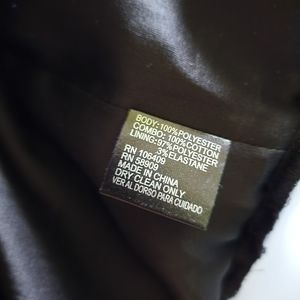 BODY:100%POLYESTER
COMBO: 100%COTTON
LINING:97%POLYESTER
3%ELASTANE
RN 106409
RN 58909
MADE IN CHINA
DRY CLEAN ONLY
VER AL DORSO PARA CUIDADO